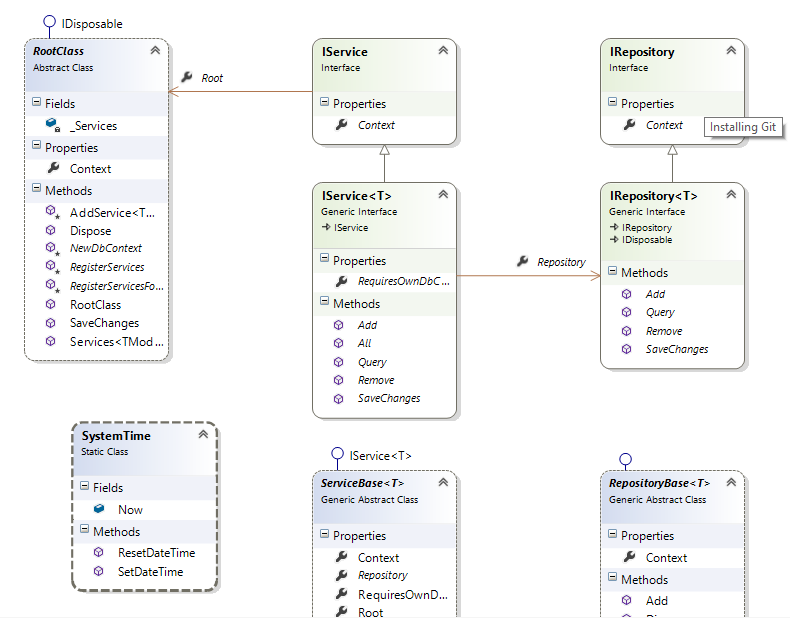 IDisposable
RootClass
Abstract Class
Fields
_Services
Properties
Context
Methods
AddService<T...
Dispose
NewDbContext
RegisterServices
RegisterServicesFo...
RootClass
SaveChanges
Services<TMod...
Root
IService
Interface
Properties
Context
IRepository
Interface
Properties
Context
Installing Git
IService<T>
Generic Interface
IService
Properties
RequiresOwnDbC...
Methods
Add
All
Query
Remove
SaveChanges
Repository
IRepository<T>
Generic Interface
IRepository
IDisposable
Methods
Add
Query
Remove
SaveChanges
SystemTime
Static Class
Fields
Now
Methods
ResetDateTime
SetDateTime
IService<T>
ServiceBase<T>
Generic Abstract Class
Properties
Context
Repository
RequiresOwnD...
Root
RepositoryBase<T>
Generic Abstract Class
Properties
Context
Methods
Add